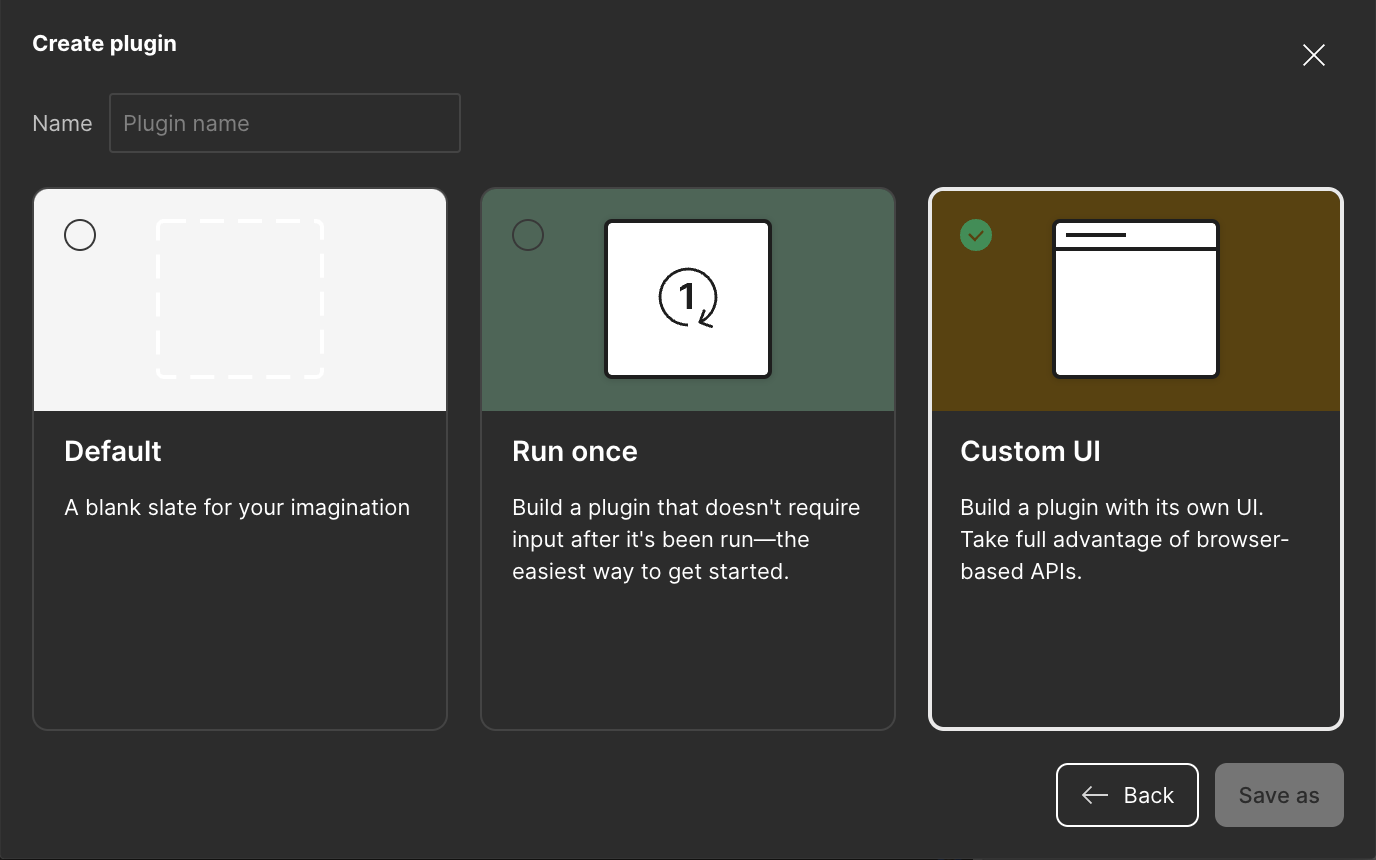 Create plugin
Name
Plugin name
1
Default
A blank slate for your imagination
Run once
Build a plugin that doesn't require
input after it's been run—the
easiest way to get started.
Custom UI
Build a plugin with its own UI.
Take full advantage of browser-
based APIs.
Back
Save as